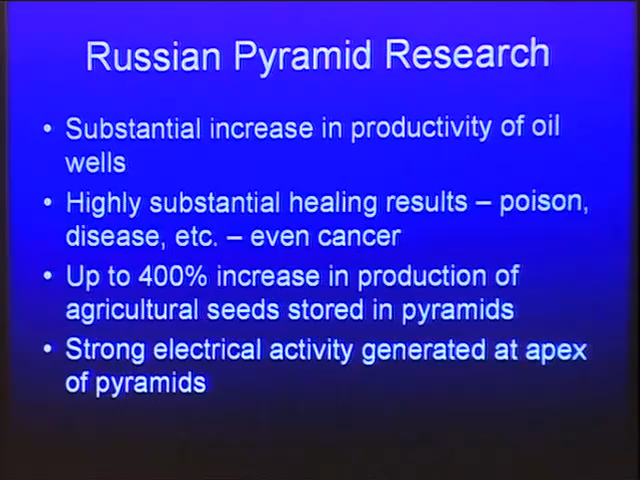 Russian Pyramid Research
• Substantial increase in productivity of oil
wells
• Highly substantial healing results – poison,
disease, etc. – even cancer
• Up to 400% increase in production of
agricultural seeds stored in pyramids
• Strong electrical activity generated at apex
of pyramids